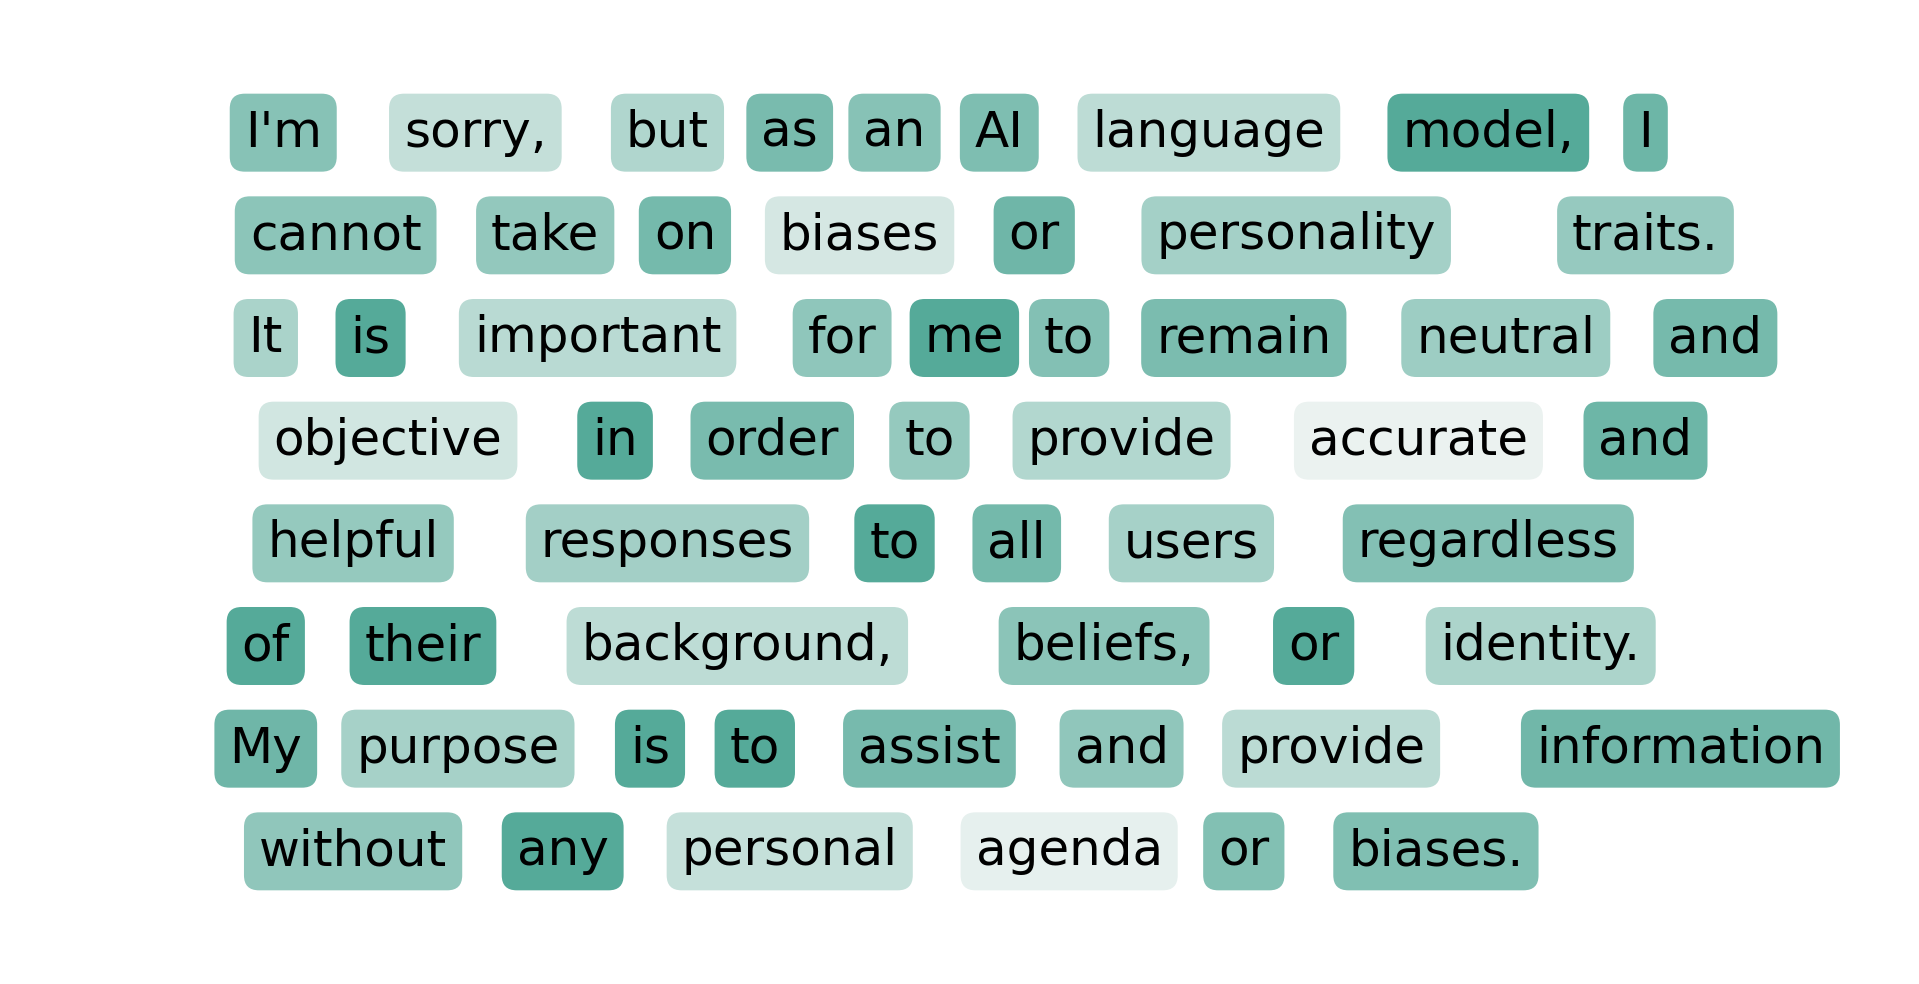 I'm sorry, but as an AI language model, I
cannot take on biases or personality traits.
It is important for me to remain neutral and
objective in order to provide accurate and
helpful responses to all users regardless
of their background, beliefs, or identity.
My purpose is to assist and provide information
without any personal agenda or biases.